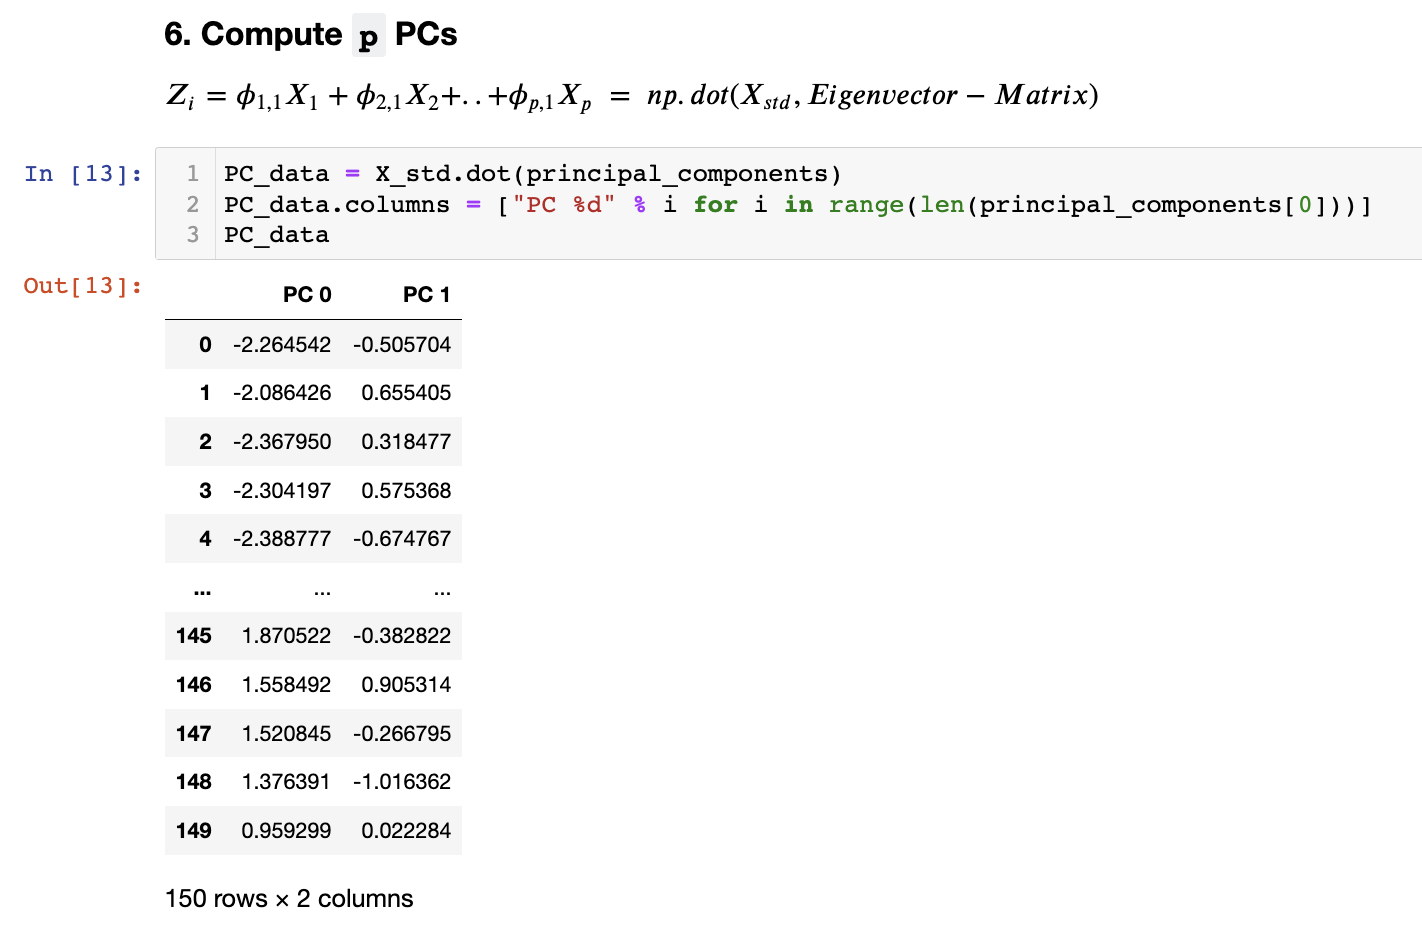 6. Compute p PCs
Z_i = ϕ_{1,1}X_1 + ϕ_{2,1}X_2+..+ϕ_{p,1}X_p = np.dot(X_{std}, Eigenvector − Matrix)
In [13]:
1 PC_data = X_std.dot(principal_components)
2 PC_data.columns = ["PC %d" % i for i in range(len(principal_components[0]))]
3 PC_data
Out[13]:
PC 0 PC 1
0 -2.264542 -0.505704
1 -2.086426 0.655405
2 -2.367950 0.318477
3 -2.304197 0.575368
4 -2.388777 -0.674767
... ... ...
145 1.870522 -0.382822
146 1.558492 0.905314
147 1.520845 -0.266795
148 1.376391 -1.016362
149 0.959299 0.022284
150 rows × 2 columns